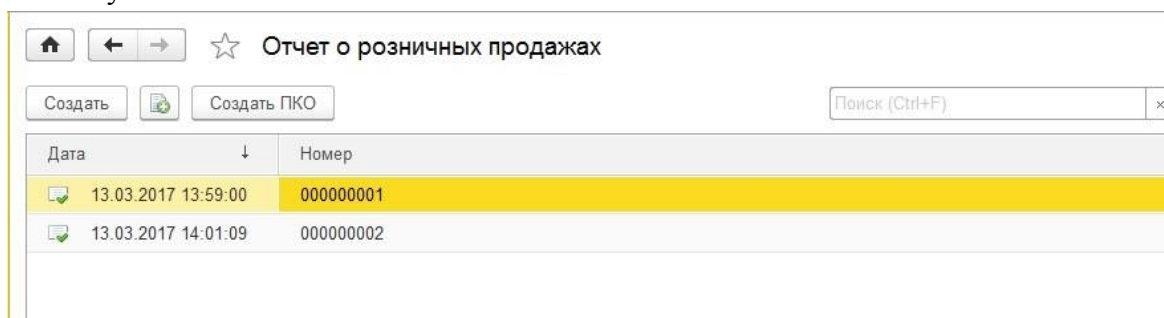 Отчет о розничных продажах
Создать Создать ПКО Поиск (Ctrl+F) ×
Дата ↓ Номер
13.03.2017 13:59:00 000000001
13.03.2017 14:01:09 000000002